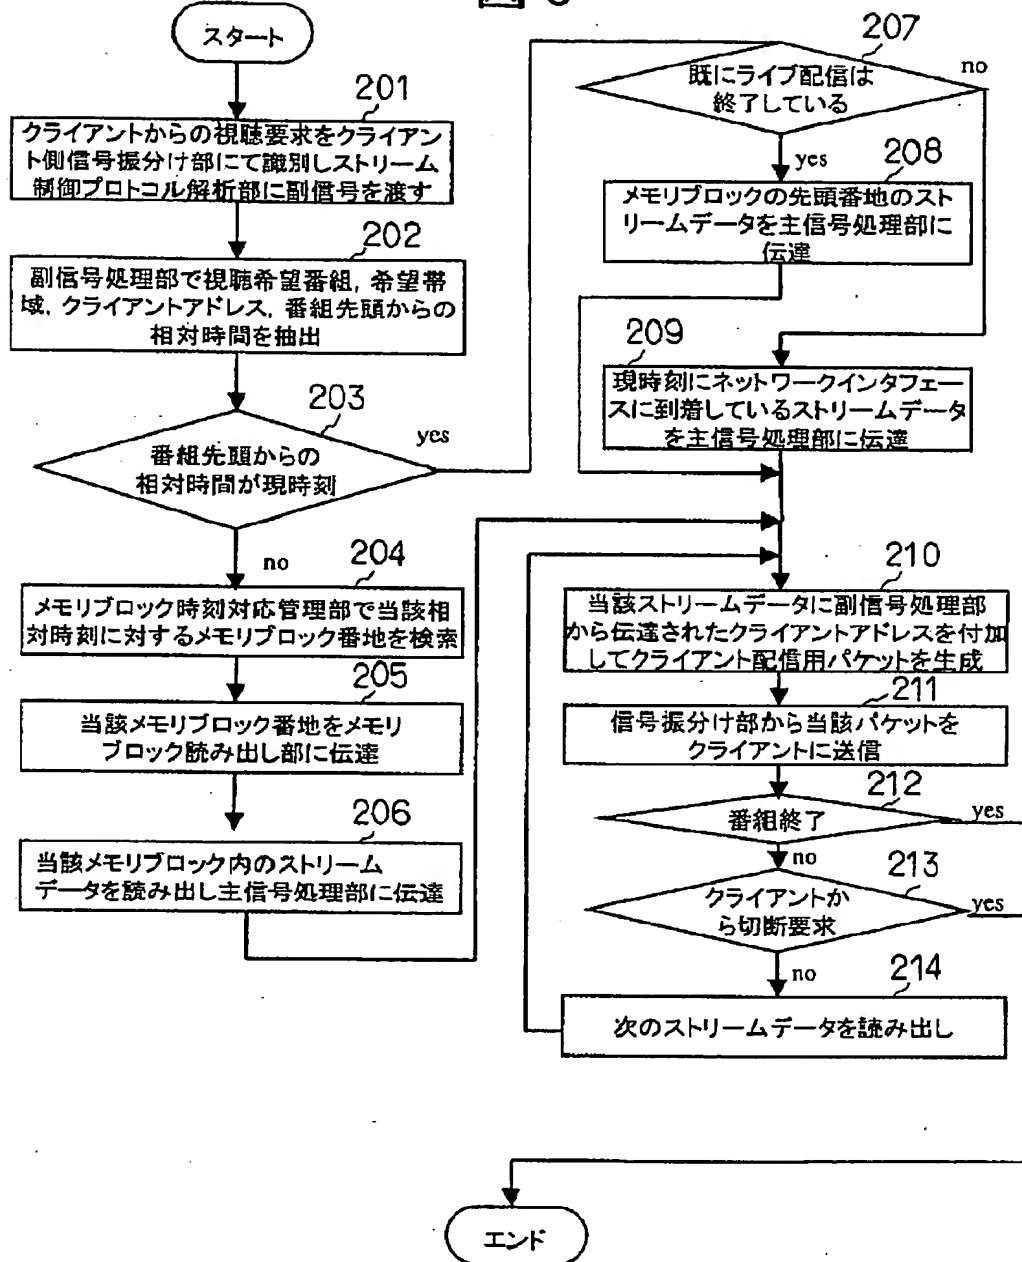 スタート
201
クライアントからの視聴要求をクライアン
ト側信号振分け部にて識別しストリーム
制御プロトコル解析部に副信号を渡す
202
副信号処理部で視聴希望番組, 希望帯
域, クライアントアドレス, 番組先頭からの
相対時間を抽出
203
番組先頭からの
相対時間が現時刻
yes
no
204
メモリブロック時刻対応管理部で当該相
対時刻に対するメモリブロック番地を検索
205
当該メモリブロック番地をメモリ
ブロック読み出し部に伝達
206
当該メモリブロック内のストリーム
データを読み出し主信号処理部に伝達
207
既にライブ配信は
終了している
no
yes
208
メモリブロックの先頭番地のスト
リームデータを主信号処理部に
伝達
209
現時刻にネットワークインタフェー
スに到着しているストリームデータ
を主信号処理部に伝達
210
当該ストリームデータに副信号処理部
から伝達されたクライアントアドレスを付加
してクライアント配信用パケットを生成
211
信号振分け部から当該パケットを
クライアントに送信
212
番組終了
yes
no
213
クライアントか
ら切断要求
yes
no
214
次のストリームデータを読み出し
エンド